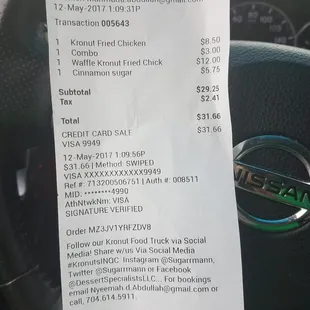 12-May-2017 1:09:31P
Transaction 005643
1 Kronut Fried Chicken $8.50
1 Combo $3.00
1 Waffle Kronut Fried Chick $12.00
1 Cinnamon sugar $5.75
Subtotal $29.25
Tax $2.41
Total $31.66
CREDIT CARD SALE $31.66
VISA 9949
12-May-2017 1:09:56P
$31.66 | Method: SWIPED
VISA XXXXXXXXXXXX9949
Ref #: 713200506751 | Auth #: 008511
MID: ********4990
AthNtwkNm: VISA
SIGNATURE VERIFIED
Order MZ3JV1YRFZDV8
Follow our Kronut Food Truck via Social
Media! Share w/us Via Social Media
#KronutsINQC. Instagram @Sugarrmann,
Twitter @Sugarrmann or Facebook
@DessertSpecialistsLLC. . For bookings
email Nyeemah.d.Abdullah@gmail.com
or call, 704.614.5911.
NISSAN